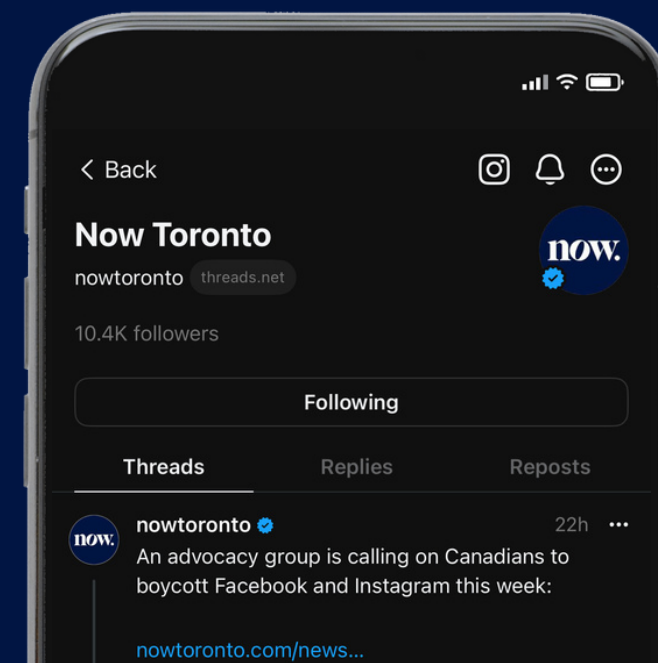 Back
Now Toronto
now.
nowtoronto threads.net
10.4K followers
Following
Threads Replies Reposts
now.
nowtoronto 22h
An advocacy group is calling on Canadians to
boycott Facebook and Instagram this week:
nowtoronto.com/news...